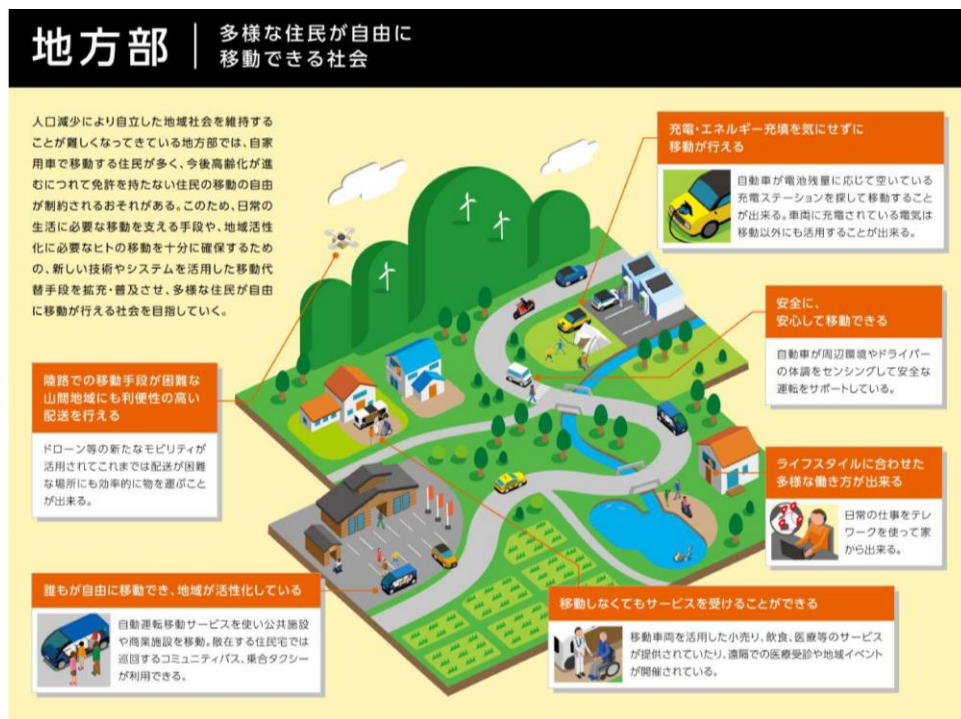 地方部
多様な住民が自由に
移動できる社会
人口減少により自立した地域社会を維持する
ことが難しくなってきている地方部では、自家
用車で移動する住民が多く、今後高齢化が進
むにつれて免許を持たない住民の移動の自由
が制約されるおそれがある。このため、日常の
生活に必要な移動を支える手段や、地域活性
化に必要なヒトの移動を十分に確保するため
の、新しい技術やシステムを活用した移動代
替手段を拡充・普及させ、多様な住民が自由
に移動が行える社会を目指していく。
充電・エネルギー充填を気にせずに
移動が行える
自動車が電池残量に応じて空いている
充電ステーションを探して移動すること
が出来る。車両に充電されている電気は
移動以外にも活用することが出来る。
安全に、
安心して移動できる
自動車が周辺環境やドライバー
の体調をセンシングして安全な
運転をサポートしている。
陸路での移動手段が困難な
山間地域にも利便性の高い
配送を行える
ドローン等の新たなモビリティが
活用されてこれまでは配送が困難
な場所にも効率的に物を運ぶこと
が出来る。
ライフスタイルに合わせた
多様な働き方が出来る
日常の仕事をテレ
ワークを使って家
から出来る。
誰もが自由に移動でき、地域が活性化している
自動運転移動サービスを使い公共施設
や商業施設を移動。散在する住民宅では
巡回するコミュニティバス、乗合タクシー
が利用できる。
移動しなくてもサービスを受けることができる
移動車両を活用した小売り、飲食、医療等のサービス
が提供されていたり、遠隔での医療受診や地域イベント
が開催されている。